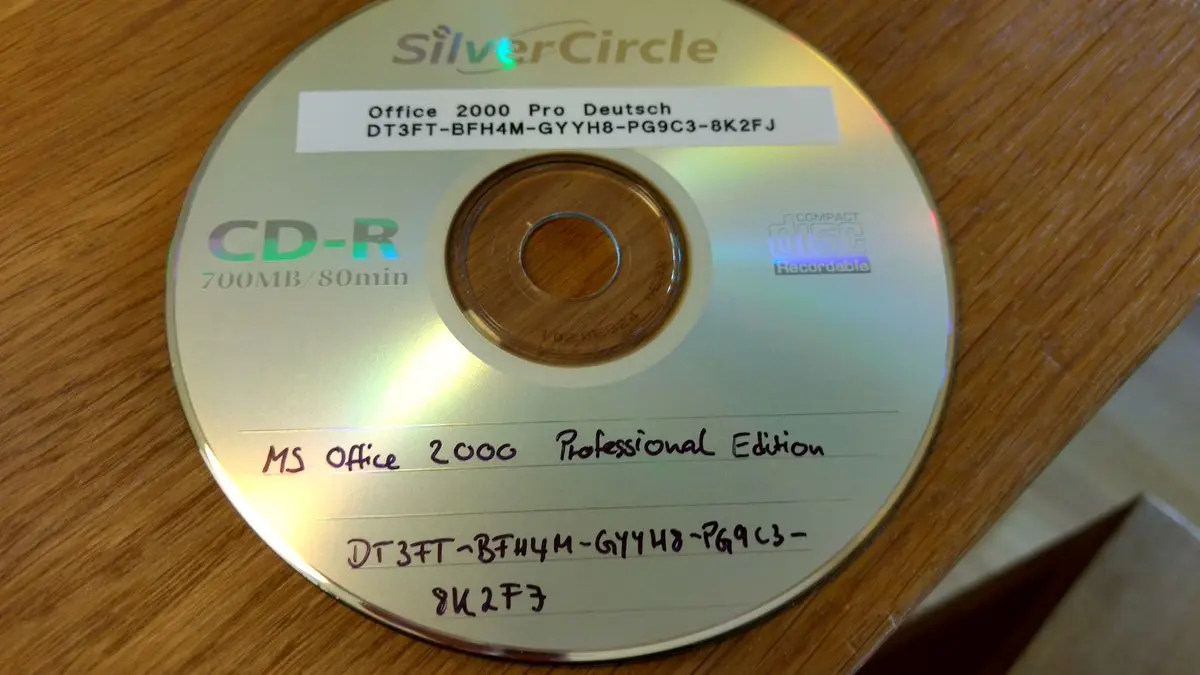 SilverCircle
Office 2000 Pro Deutsch
DT3FT-BFH4M-GYYH8-PG9C3-8K2FJ
CD-R
700MB/80min
COMPACT
disc
Recordable
MS Office 2000 Professional Edition
DT3FT-BFH4M-GYYH8-PG9C3-
8K2FJ